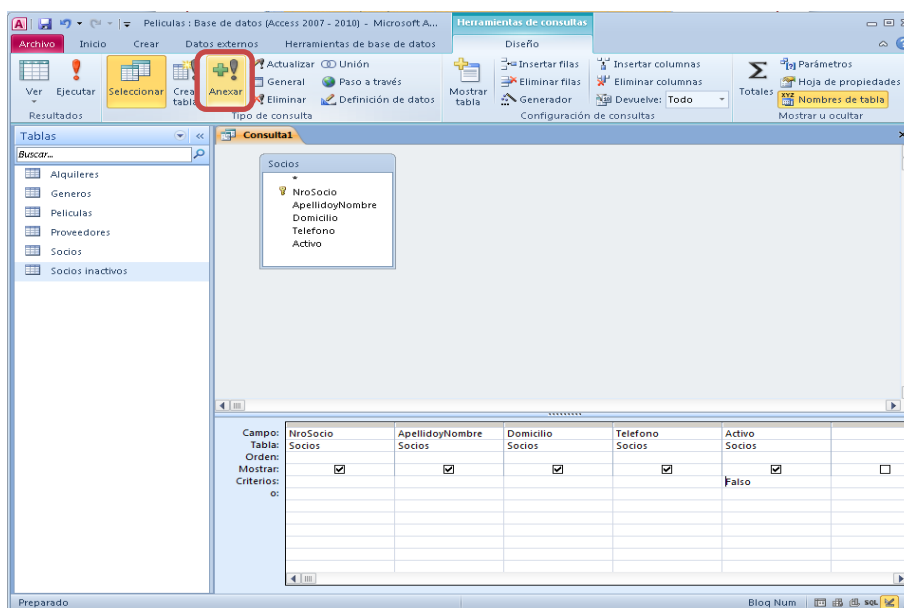 Peliculas : Base de datos (Access 2007 - 2010) - Microsoft A...
Herramientas de consultas
Archivo Inicio Crear Datos externos Herramientas de base de datos Diseño
Ver
Ejecutar
Seleccionar
Crea
tabla
Anexar
Actualizar
General
Eliminar
Unión
Paso a través
Definición de datos
Mostrar
tabla
Insertar filas
Eliminar filas
Generador
Insertar columnas
Eliminar columnas
Devuelve: Todo
Totales
Parámetros
Hoja de propiedades
Nombres de tabla
Resultados Tipo de consulta Configuración de consultas Mostrar u ocultar
Tablas
Buscar...
Alquileres
Generos
Peliculas
Proveedores
Socios
Socios inactivos
Consulta1
Socios
*
NroSocio
ApellidoyNombre
Domicilio
Telefono
Activo
Campo: NroSocio ApellidoyNombre Domicilio Telefono Activo
Tabla: Socios Socios Socios Socios Socios
Orden:
Mostrar:
Criterios: Falso
o:
Preparado Bloq Num SQL